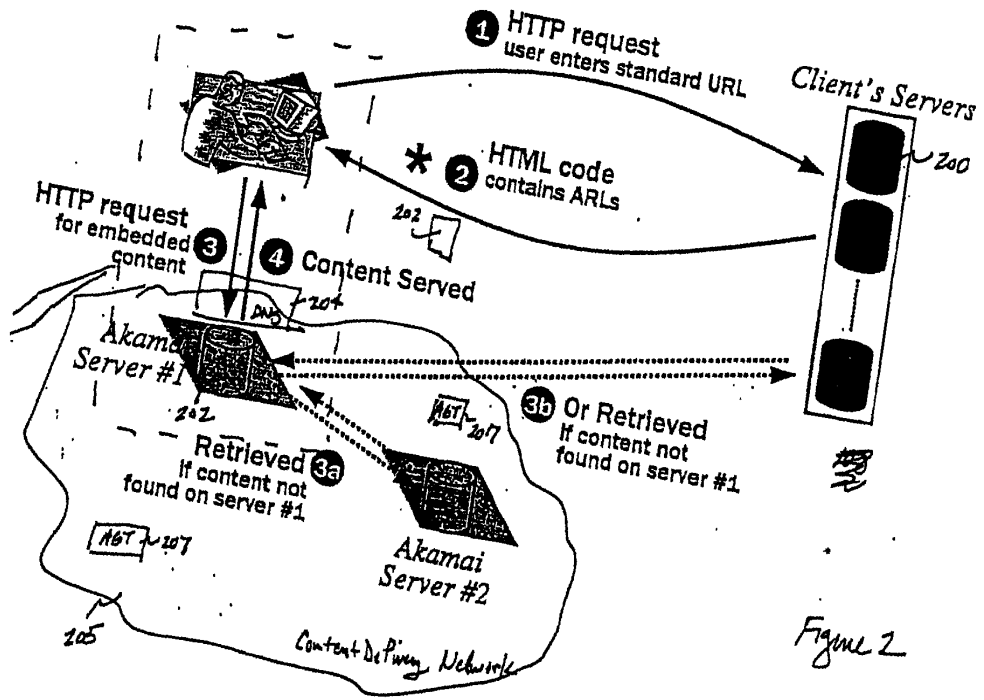 1 HTTP request
user enters standard URL
Client's Servers
200
* 2 HTML code
contains ARLs
202
HTTP request
for embedded
content
3
4 Content Served
DNS
204
Akamai
Server #1
202
3b Or Retrieved
If content not
found on server #1
AGT 207
Retrieved 3a
If content not
found on server #1
AGT 207
Akamai
Server #2
205
Content Delivery Network
Figure 2